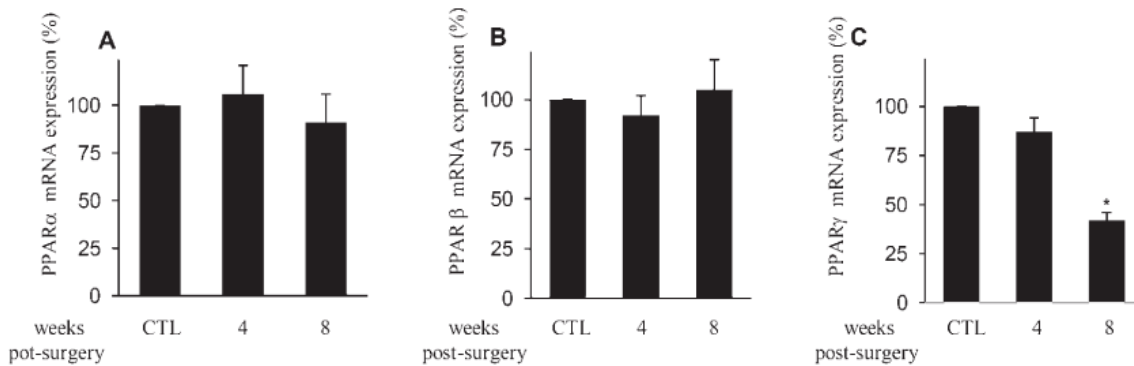 A
PPARα mRNA expression (%)
100
75
50
25
0
weeks CTL 4 8
pot-surgery
B
PPAR β mRNA expression (%)
100
75
50
25
0
CTL 4 8
weeks
post-surgery
C
PPARγ mRNA expression (%)
100
75
50
25
0
*
CTL 4 8
weeks
post-surgery